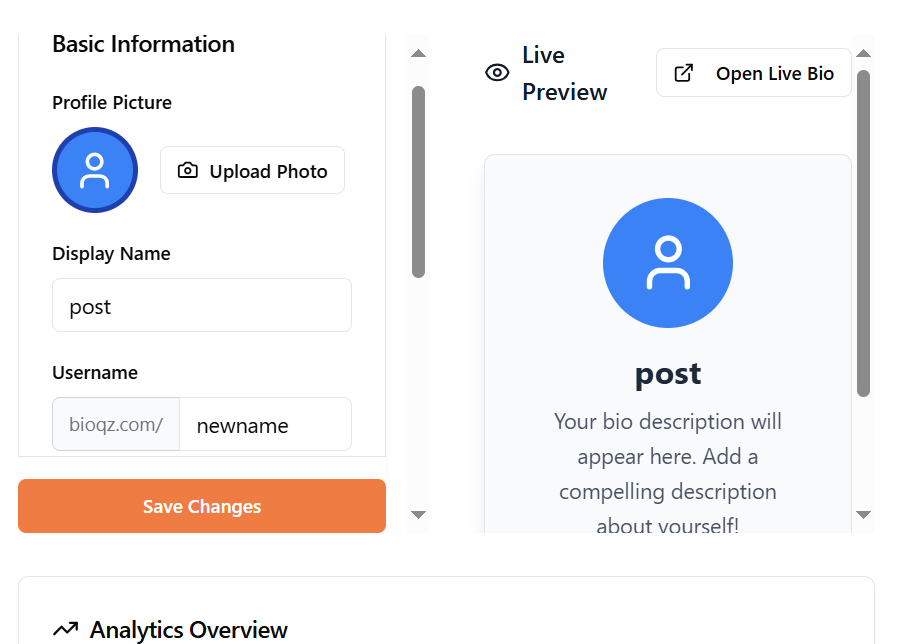 Basic Information
Profile Picture
Upload Photo
Display Name
post
Username
bioqz.com/ newname
Save Changes
Live
Preview
Open Live Bio
post
Your bio description will
appear here. Add a
compelling description
about yourself!
Analytics Overview